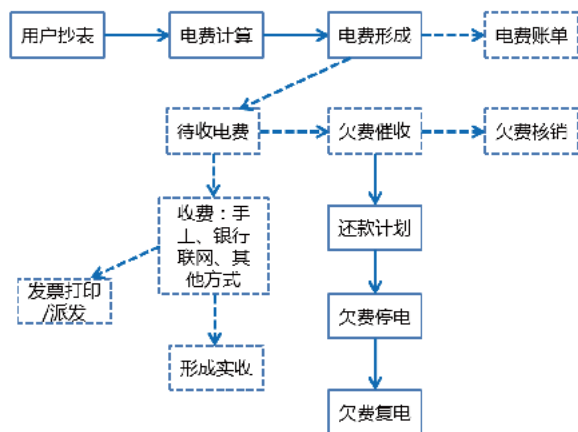 用户抄表
电费计算
电费形成
电费账单
待收电费
欠费催收
欠费核销
收费：手
工、银行
联网、其
他方式
还款计划
发票打印
/派发
欠费停电
形成实收
欠费复电